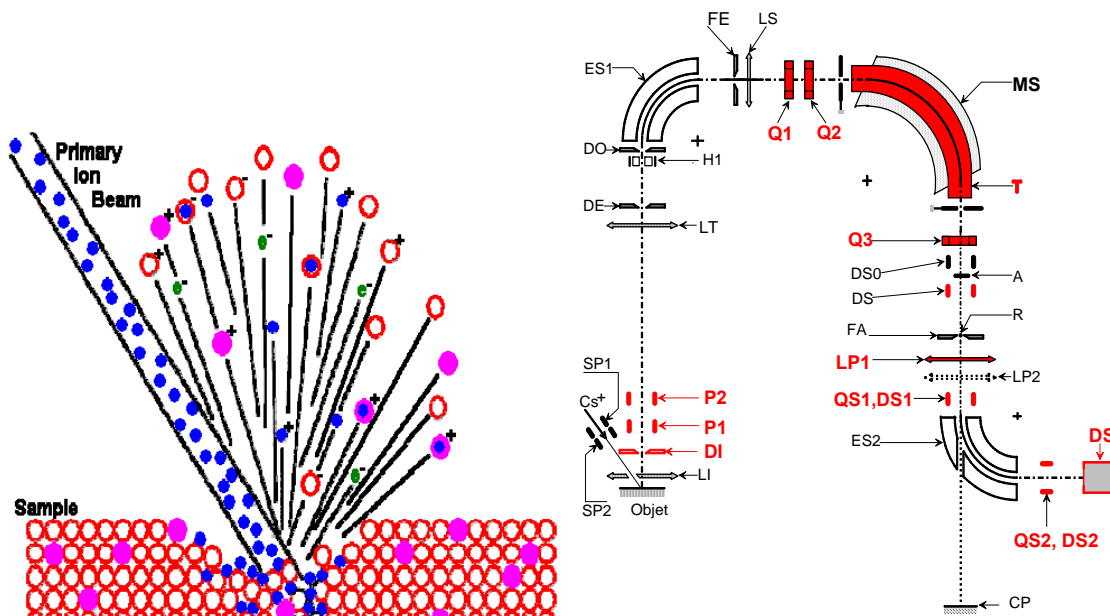 Primary
Ion
Beam
Sample
+
-
-
+
+
+
-
e-
e-
e-
+
+
+
+
-
e-
ES1
FE
LS
MS
Q1
Q2
DO
H1
T
DE
LT
Q3
DS0
A
DS
R
FA
LP1
SP1
LP2
P2
Cs+
QS1,DS1
P1
ES2
DI
DS
LI
SP2
Objet
QS2, DS2
CP